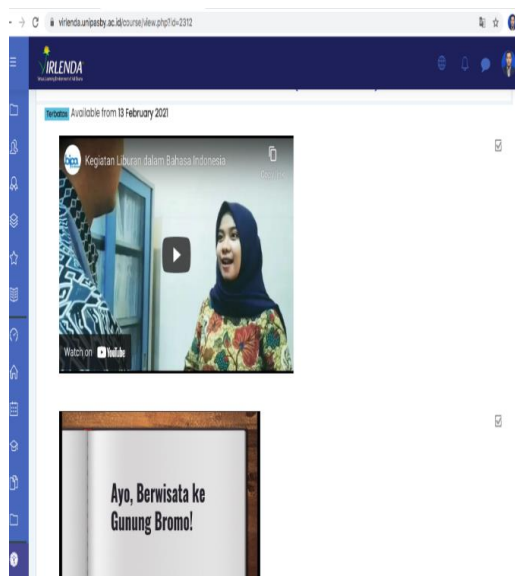 virlenda.unipasby.ac.id/course/view.php?id=2312
VIRLENDA
Terbatas Available from 13 February 2021
bipa Kegiatan Liburan dalam Bahasa Indonesia
Watch on YouTube
Ayo, Berwisata ke
Gunung Bromo!